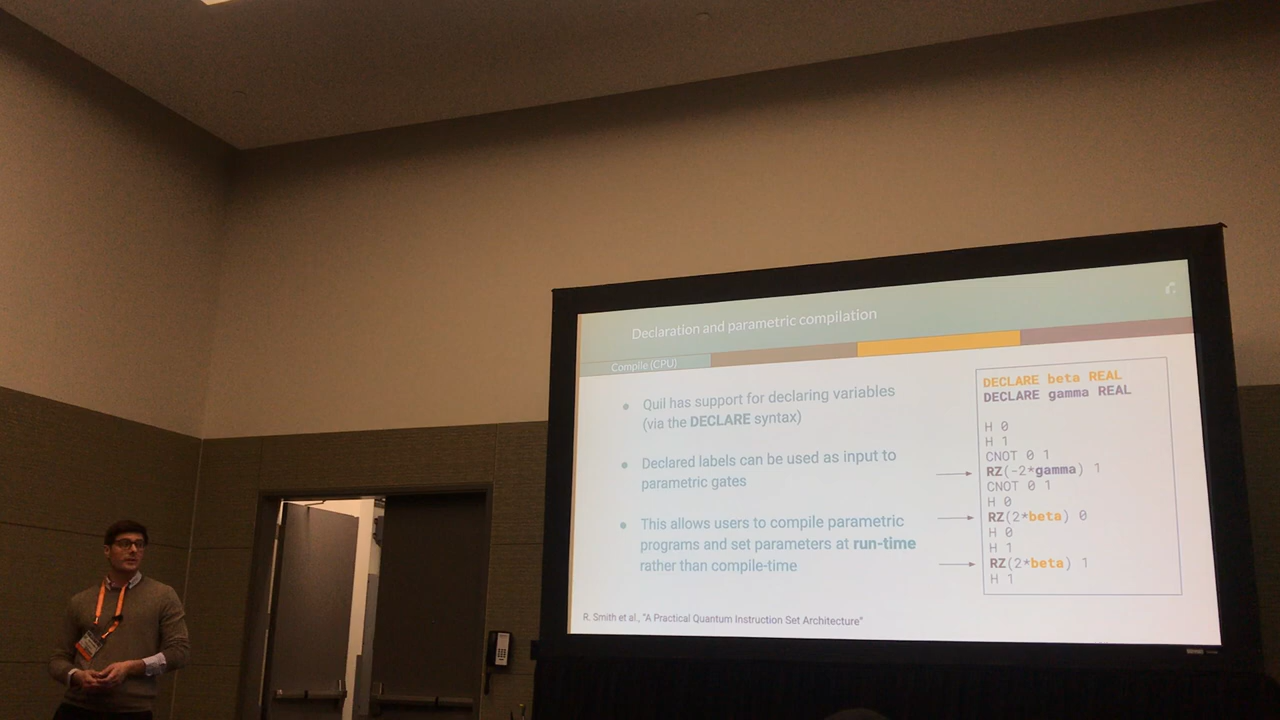 Declaration and parametric compilation
Compile (CPU)
Quil has support for declaring variables
(via the DECLARE syntax)
Declared labels can be used as input to
parametric gates
This allows users to compile parametric
programs and set parameters at run-time
rather than compile-time
DECLARE beta REAL
DECLARE gamma REAL
H 0
H 1
CNOT 0 1
RZ(-2*gamma) 1
CNOT 0 1
H 0
RZ(2*beta) 0
H 0
H 1
RZ(2*beta) 1
H 1
R. Smith et al., "A Practical Quantum Instruction Set Architecture"